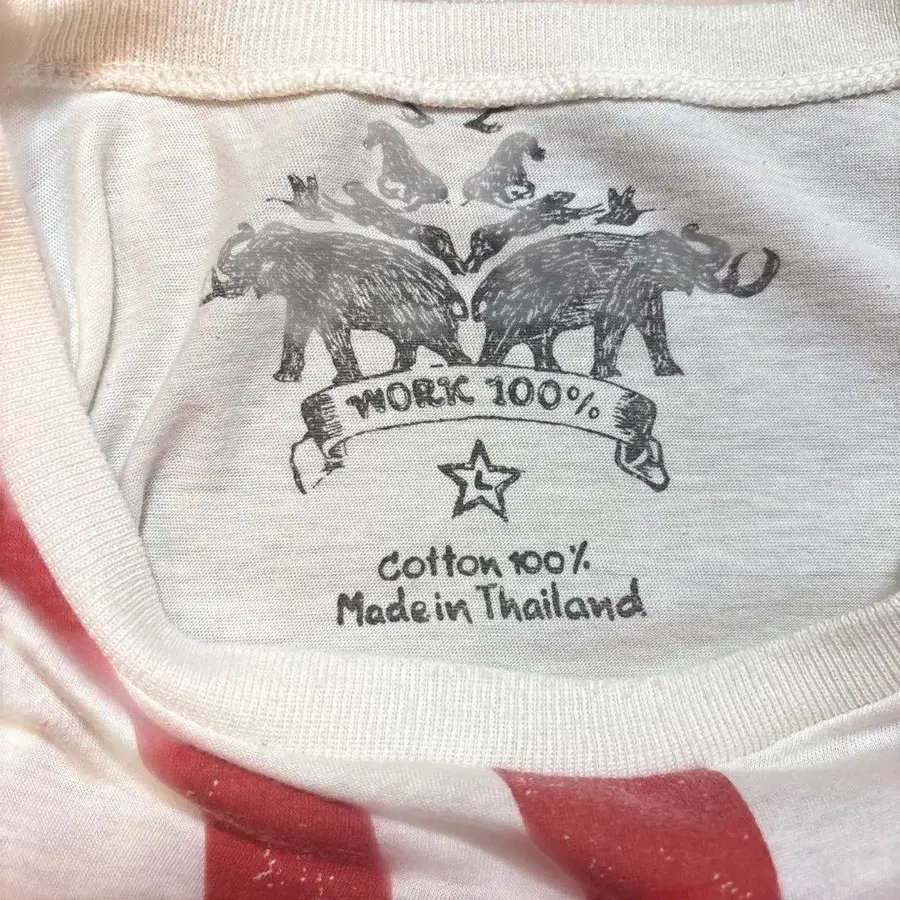 WORK 100%
L
Cotton 100%
Made in Thailand